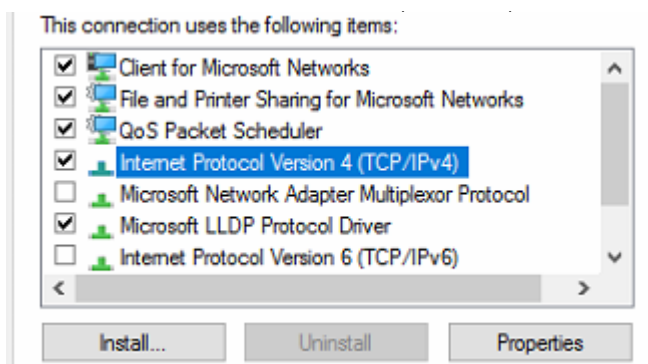 This connection uses the following items:
Client for Microsoft Networks
File and Printer Sharing for Microsoft Networks
QoS Packet Scheduler
Internet Protocol Version 4 (TCP/IPv4)
Microsoft Network Adapter Multiplexor Protocol
Microsoft LLDP Protocol Driver
Internet Protocol Version 6 (TCP/IPv6)
Install... Uninstall Properties